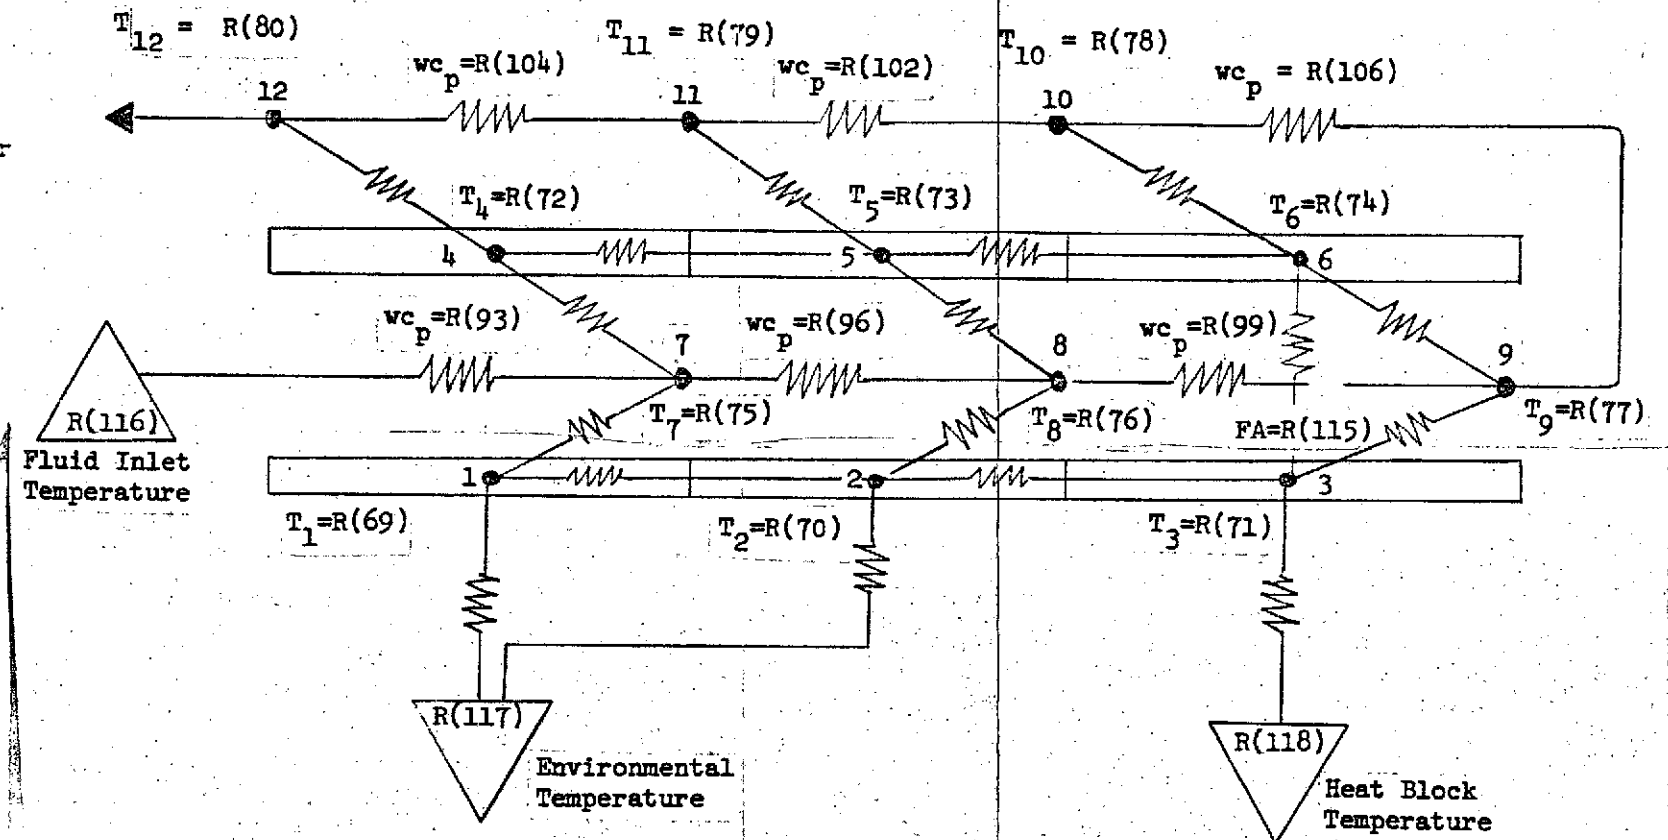 T12 = R(80)
T11 = R(79)
T10 = R(78)
wcp=R(104)
wcp=R(102)
wcp = R(106)
12
11
10
r
T4=R(72)
T5=R(73)
T6=R(74)
4
5
6
wcp=R(93)
wcp=R(96)
wcp=R(99)
7
8
9
R(116)
T7=R(75)
T8=R(76)
FA=R(115)
T9=R(77)
Fluid Inlet
Temperature
1
2
3
T1=R(69)
T2=R(70)
T3=R(71)
R(117)
R(118)
Environmental
Temperature
Heat Block
Temperature